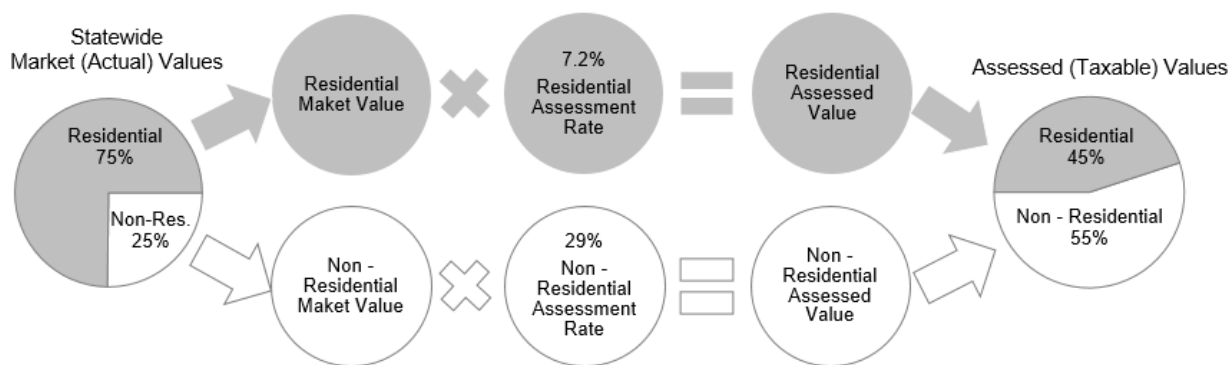 Statewide
Market (Actual) Values
Residential
75%
Non-Res.
25%
Residential
Maket Value
7.2%
Residential
Assessment
Rate
Residential
Assessed
Value
Non -
Residential
Maket Value
29%
Non -
Residential
Assessment
Rate
Non -
Residential
Assessed
Value
Assessed (Taxable) Values
Residential
45%
Non - Residential
55%